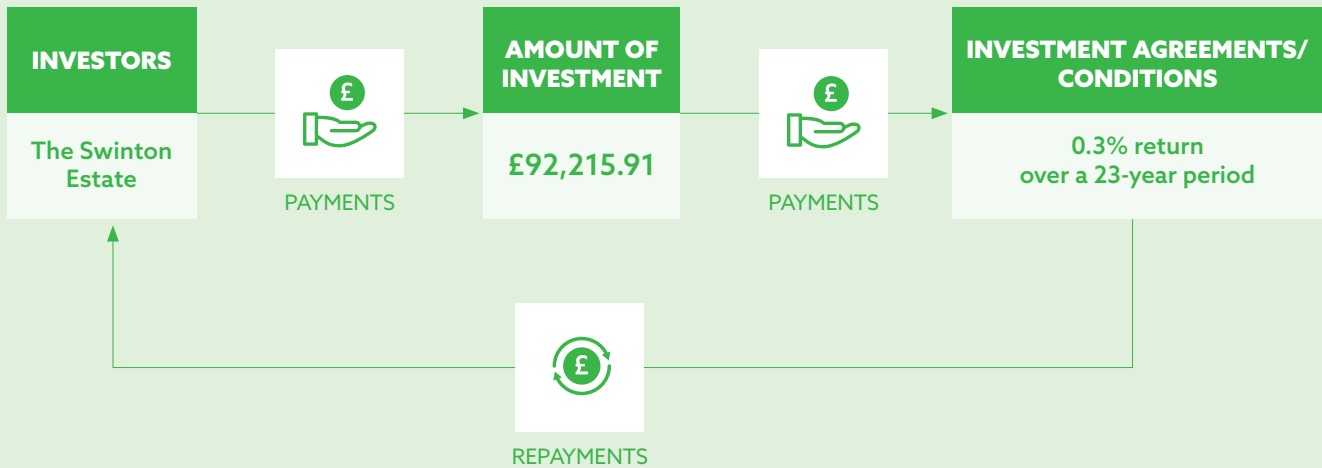 INVESTORS
The Swinton
Estate
£
PAYMENTS
AMOUNT OF
INVESTMENT
£92,215.91
£
PAYMENTS
INVESTMENT AGREEMENTS/
CONDITIONS
0.3% return
over a 23-year period
£
REPAYMENTS